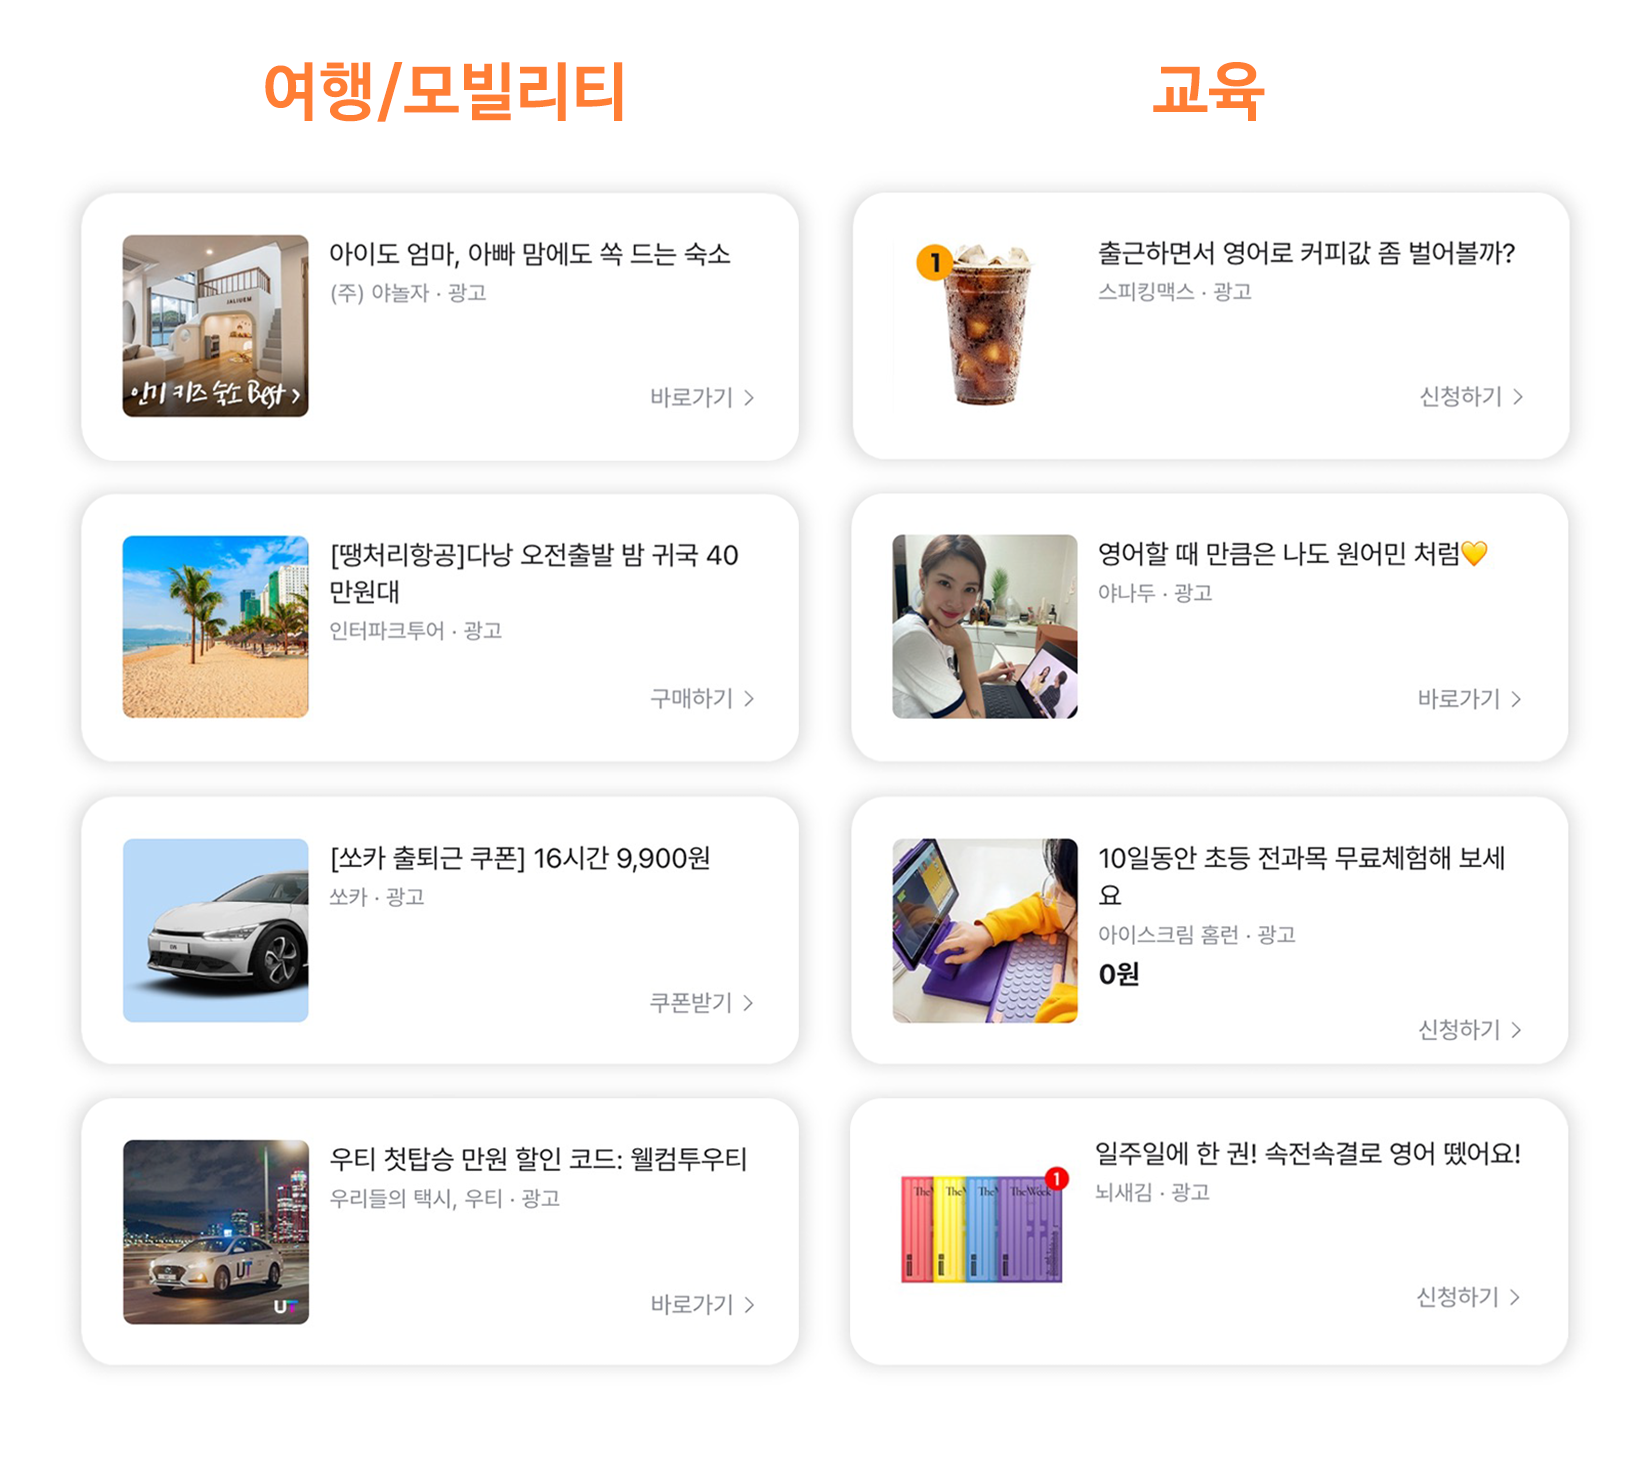 여행/모빌리티
아이도 엄마, 아빠 맘에도 쏙 드는 숙소
(주) 야놀자 · 광고
JALIUEM
인기 키즈 숙소 Best >
바로가기 >
[땡처리항공]다낭 오전출발 밤 귀국 40
만원대
인터파크투어 · 광고
구매하기 >
[쏘카 출퇴근 쿠폰] 16시간 9,900원
쏘카 · 광고
쿠폰받기 >
우티 첫탑승 만원 할인 코드: 웰컴투우티
우리들의 택시, 우티 · 광고
UT
UT
바로가기 >
교육
1
출근하면서 영어로 커피값 좀 벌어볼까?
스피킹맥스 · 광고
신청하기 >
영어할 때 만큼은 나도 원어민 처럼💛
야나두 · 광고
바로가기 >
10일동안 초등 전과목 무료체험해 보세
요
아이스크림 홈런 · 광고
0원
신청하기 >
일주일에 한 권! 속전속결로 영어 뗐어요!
뇌새김 · 광고
The W
The W
The W
The Week
1
신청하기 >